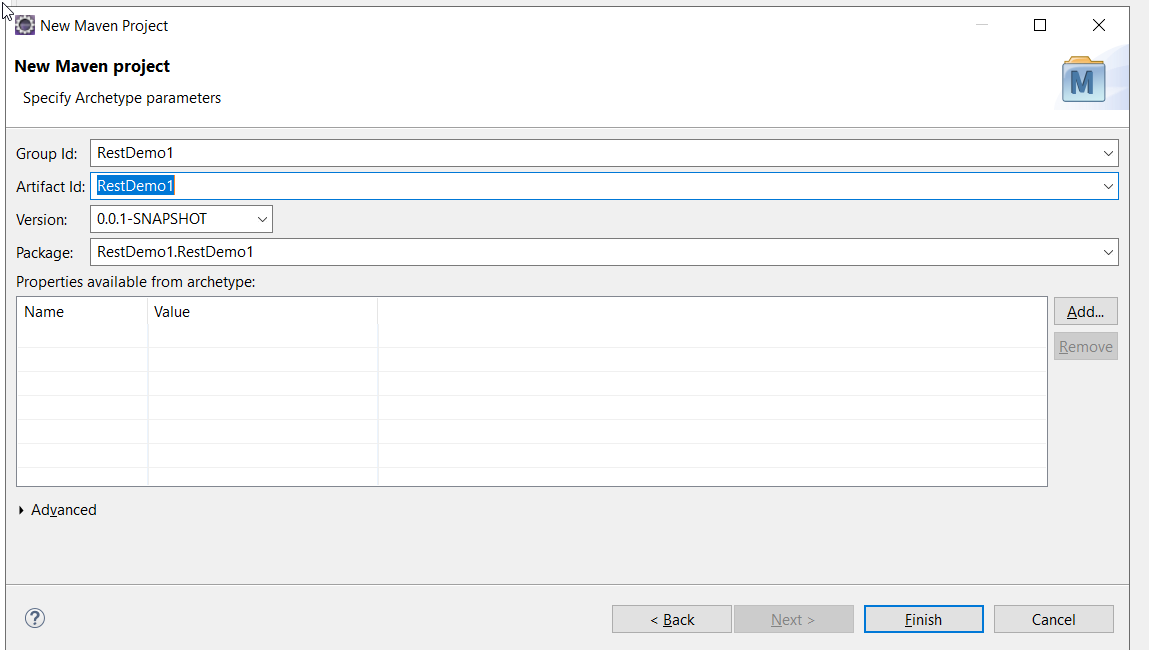 New Maven Project
New Maven project
Specify Archetype parameters
M
Group Id: RestDemo1
Artifact Id: RestDemo1
Version: 0.0.1-SNAPSHOT
Package: RestDemo1.RestDemo1
Properties available from archetype:
Name Value
Add...
Remove
Advanced
? < Back Next > Finish Cancel